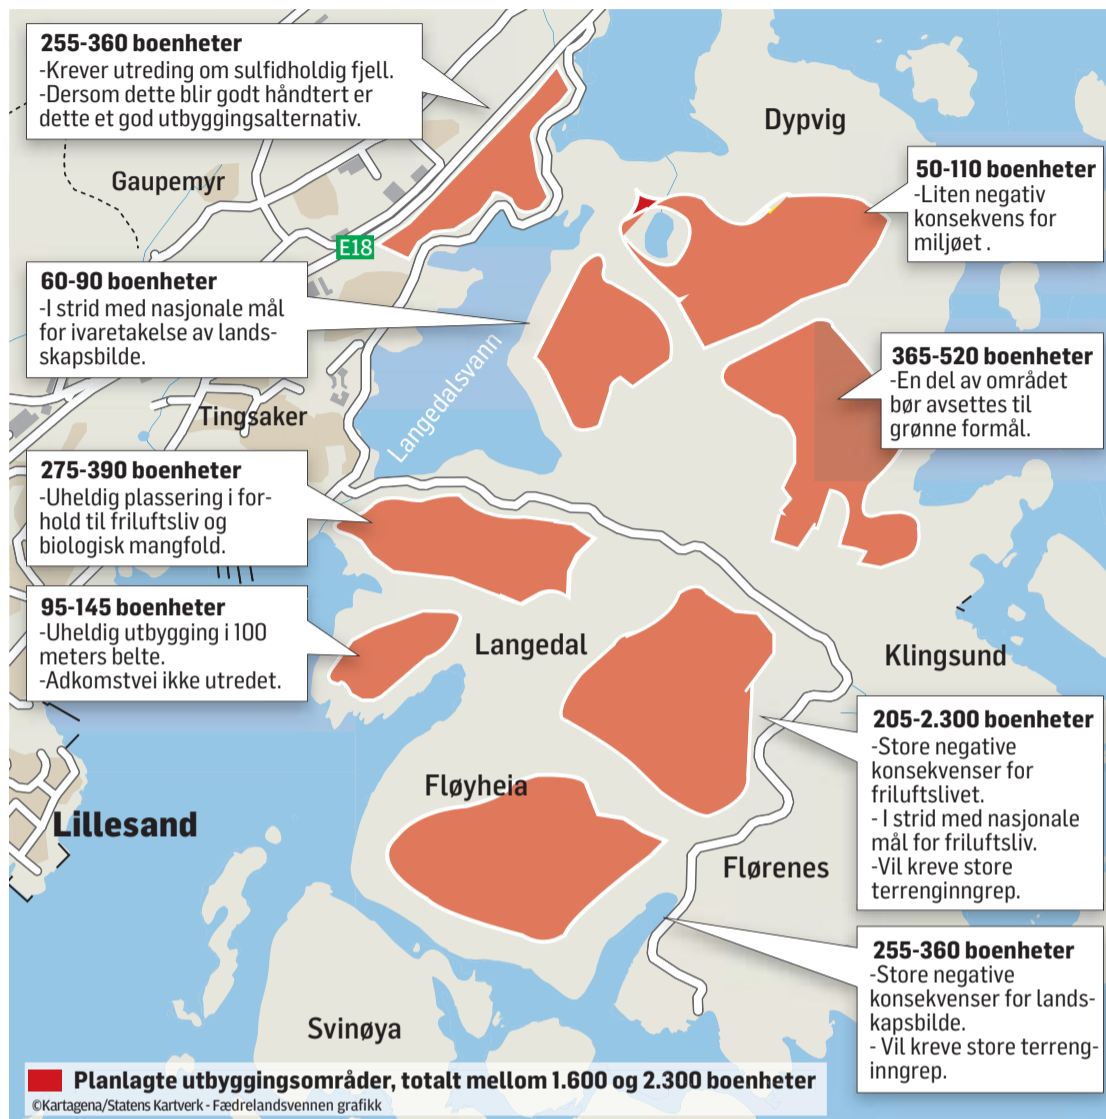 255-360 boenheter
-Krever utreding om sulfidholdig fjell.
-Dersom dette blir godt håndtert er
dette et god utbyggingsalternativ.
Dypvig
Gaupemyr
50-110 boenheter
-Liten negativ
konsekvens for
miljøet .
E18
60-90 boenheter
-I strid med nasjonale mål
for ivaretakelse av land-
skapsbilde.
Langedalsvann
365-520 boenheter
-En del av området
bør avsettes til
grønne formål.
Tingsaker
275-390 boenheter
-Uheldig plassering i for-
hold til friluftsliv og
biologisk mangfold.
95-145 boenheter
-Uheldig utbygging i 100
meters belte.
-Adkomstvei ikke utredet.
Langedal
Klingsund
205-2.300 boenheter
-Store negative
konsekvenser for
friluftslivet.
- I strid med nasjonale
mål for friluftsliv.
-Vil kreve store
terrenginngrep.
Fløyheia
Lillesand
Flørenes
255-360 boenheter
-Store negative
konsekvenser for lands-
kapsbilde.
- Vil kreve store terreng-
inngrep.
Svinøya
Planlagte utbyggingsområder, totalt mellom 1.600 og 2.300 boenheter
©Kartagena/Statens Kartverk - Fædrelandsvennen grafikk